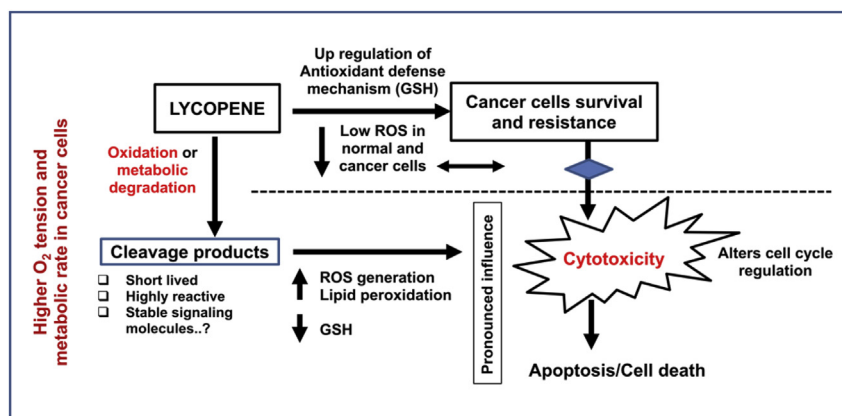 Higher O₂ tension and
metabolic rate in cancer cells
LYCOPENE
Up regulation of
Antioxidant defense
mechanism (GSH)
Cancer cells survival
and resistance
Oxidation or
metabolic
degradation
Low ROS in
normal and
cancer cells
Cleavage products
Short lived
Highly reactive
Stable signaling
molecules..?
ROS generation
Lipid peroxidation
GSH
Pronounced influence
Cytotoxicity
Alters cell cycle
regulation
Apoptosis/Cell death